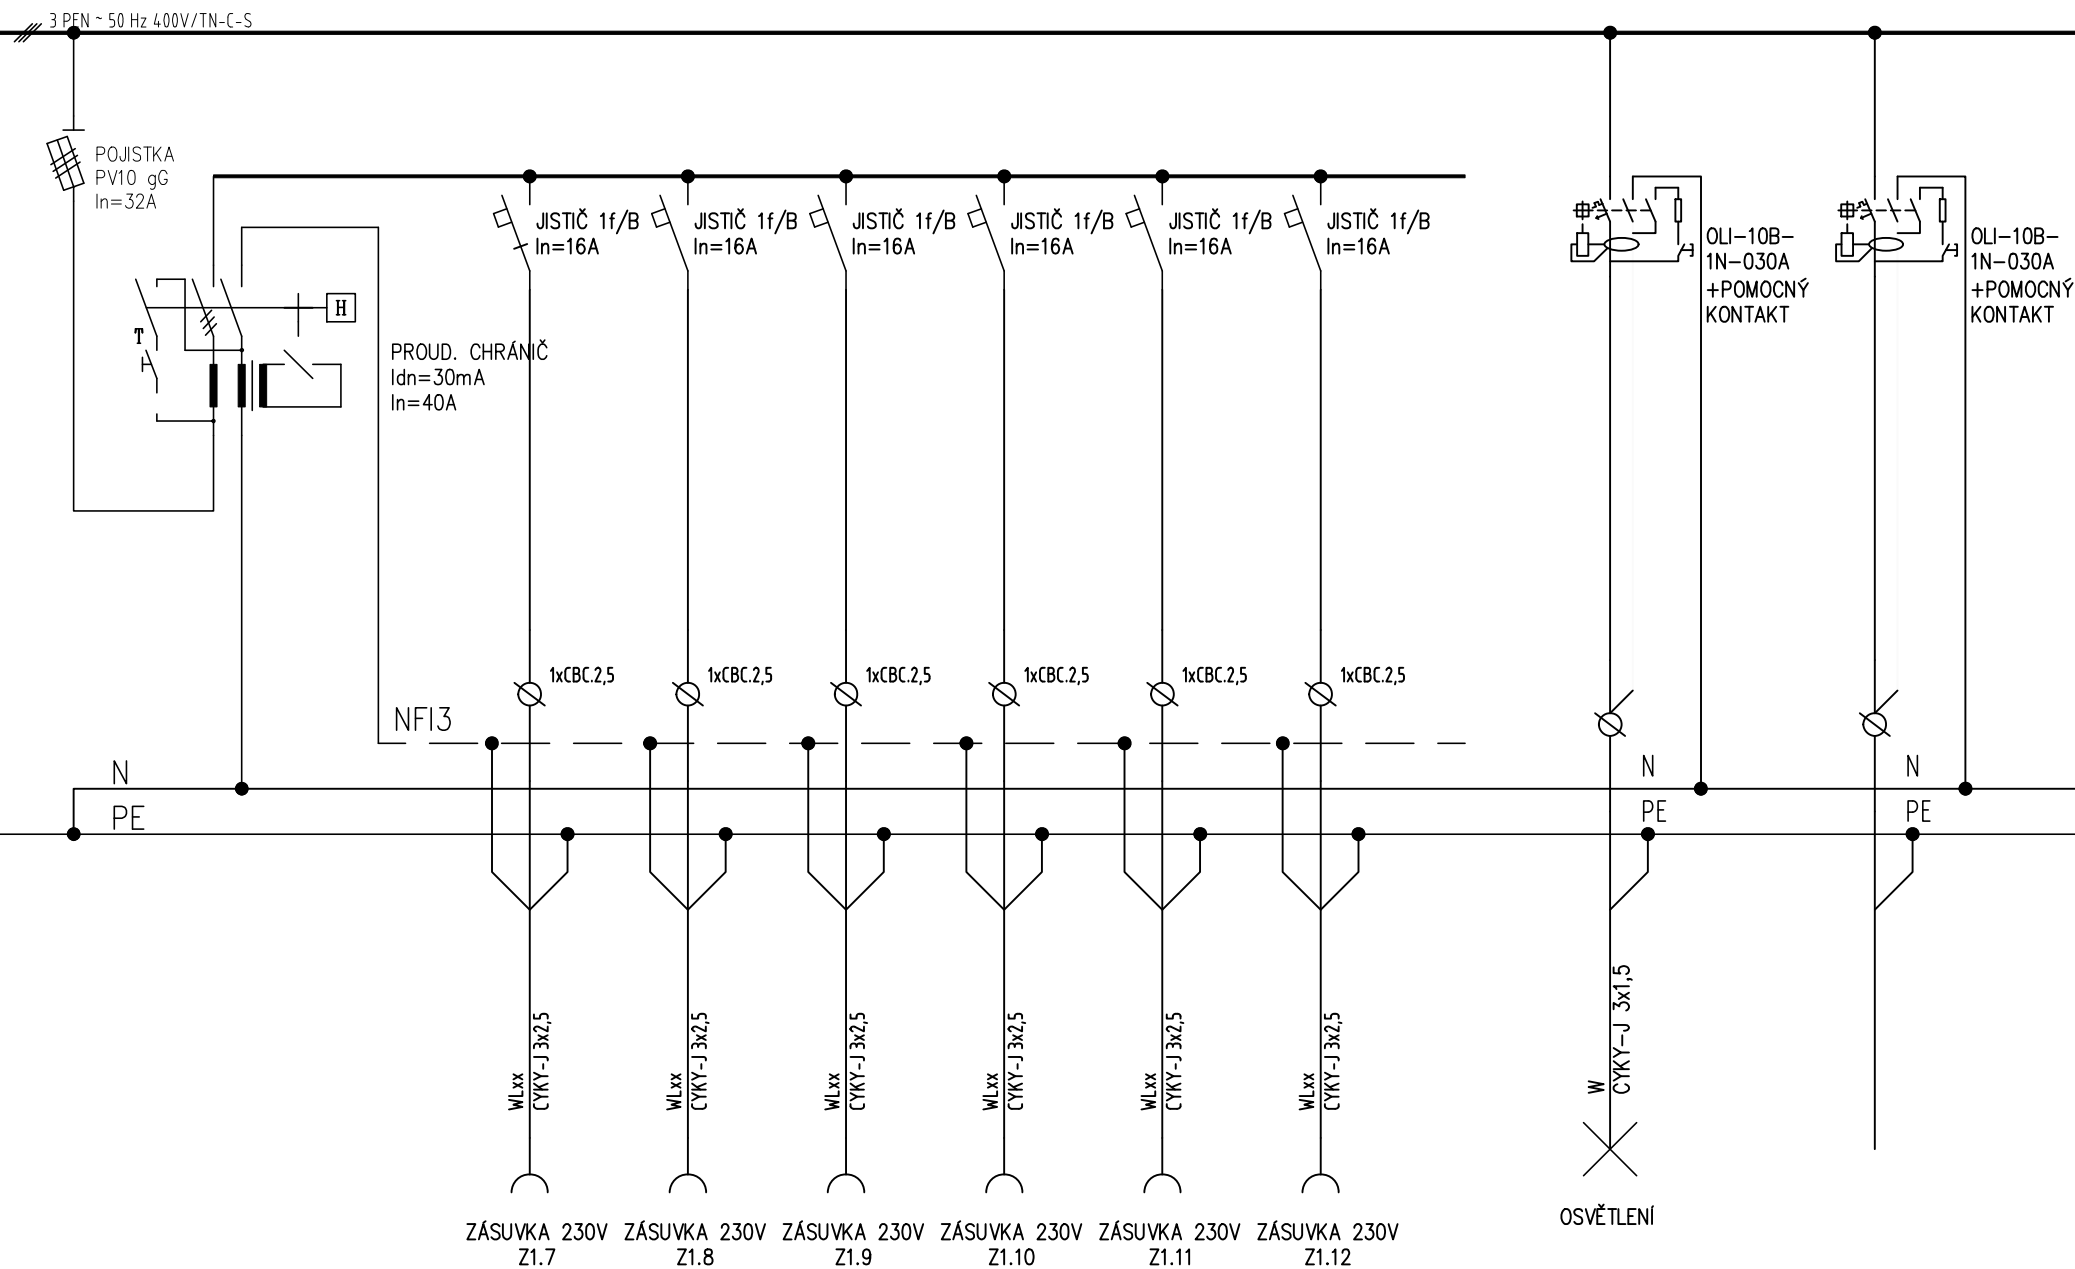 3 PEN ~ 50 Hz 400V/TN-C-S
POJISTKA
PV10 gG
In=32A
JISTIČ 1f/B
In=16A
JISTIČ 1f/B
In=16A
JISTIČ 1f/B
In=16A
JISTIČ 1f/B
In=16A
JISTIČ 1f/B
In=16A
JISTIČ 1f/B
In=16A
OLI-10B-
1N-030A
+POMOCNÝ
KONTAKT
OLI-10B-
1N-030A
+POMOCNÝ
KONTAKT
H
T
PROUD. CHRÁNIČ
Idn=30mA
In=40A
1xCBC.2,5
1xCBC.2,5
1xCBC.2,5
1xCBC.2,5
1xCBC.2,5
1xCBC.2,5
NFI3
N
N
N
PE
PE
PE
WLxx
CYKY-J 3x2,5
WLxx
CYKY-J 3x2,5
WLxx
CYKY-J 3x2,5
WLxx
CYKY-J 3x2,5
WLxx
CYKY-J 3x2,5
WLxx
CYKY-J 3x2,5
W
CYKY-J 3x1,5
ZÁSUVKA 230V
Z1.7
ZÁSUVKA 230V
Z1.8
ZÁSUVKA 230V
Z1.9
ZÁSUVKA 230V
Z1.10
ZÁSUVKA 230V
Z1.11
ZÁSUVKA 230V
Z1.12
OSVĚTLENÍ